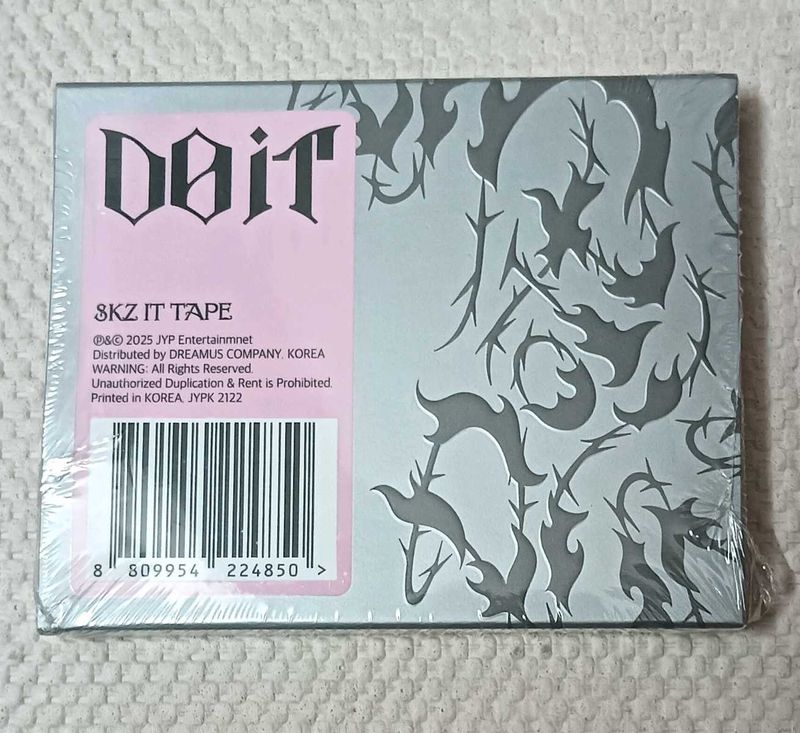 DO iT
SKZ IT TAPE
℗&© 2025 JYP Entertainmnet
Distributed by DREAMUS COMPANY. KOREA
WARNING: All Rights Reserved.
Unauthorized Duplication & Rent is Prohibited.
Printed in KOREA. JYPK 2122
8 809954 224850 >